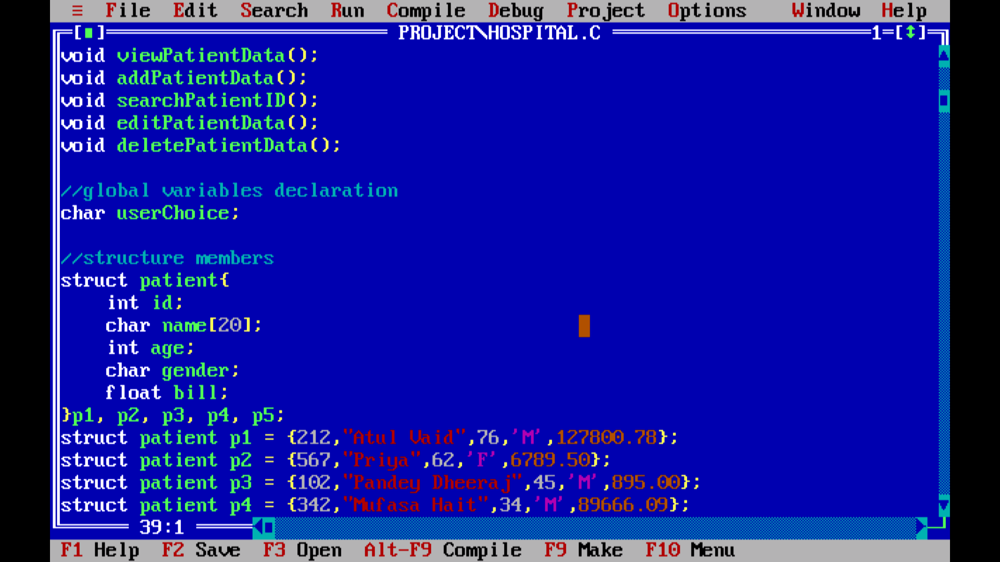 ≡ File Edit Search Run Compile Debug Project Options Window Help
[■] PROJECT\HOSPITAL.C 1=[↕]
void viewPatientData();
void addPatientData();
void searchPatientID();
void editPatientData();
void deletePatientData();
//global variables declaration
char userChoice;
//structure members
struct patient{
    int id;
    char name[20];
    int age;
    char gender;
    float bill;
}p1, p2, p3, p4, p5;
struct patient p1 = {212,"Atul Vaid",76,'M',127800.78};
struct patient p2 = {567,"Priya",62,'F',6789.50};
struct patient p3 = {102,"Pandey Dheeraj",45,'M',895.00};
struct patient p4 = {342,"Mufasa Hait",34,'M',89666.09};
39:1
F1 Help F2 Save F3 Open Alt-F9 Compile F9 Make F10 Menu